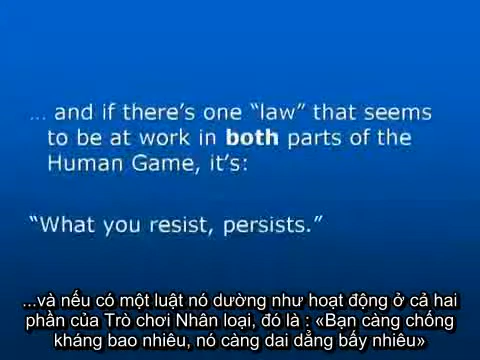 ... and if there's one “law” that seems
to be at work in both parts of the
Human Game, it's:
“What you resist, persists.”
...và nếu có một luật nó dường như hoạt động ở cả hai
phần của Trò chơi Nhân loại, đó là : «Bạn càng chống
kháng bao nhiêu, nó càng dai dẳng bấy nhiêu»